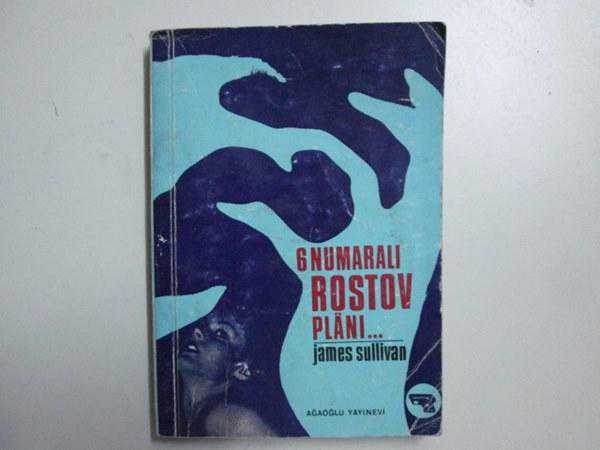 6 NUMARALI
ROSTOV
PLÂNI...
james sullivan
AĞAOĞLU YAYINEVİ